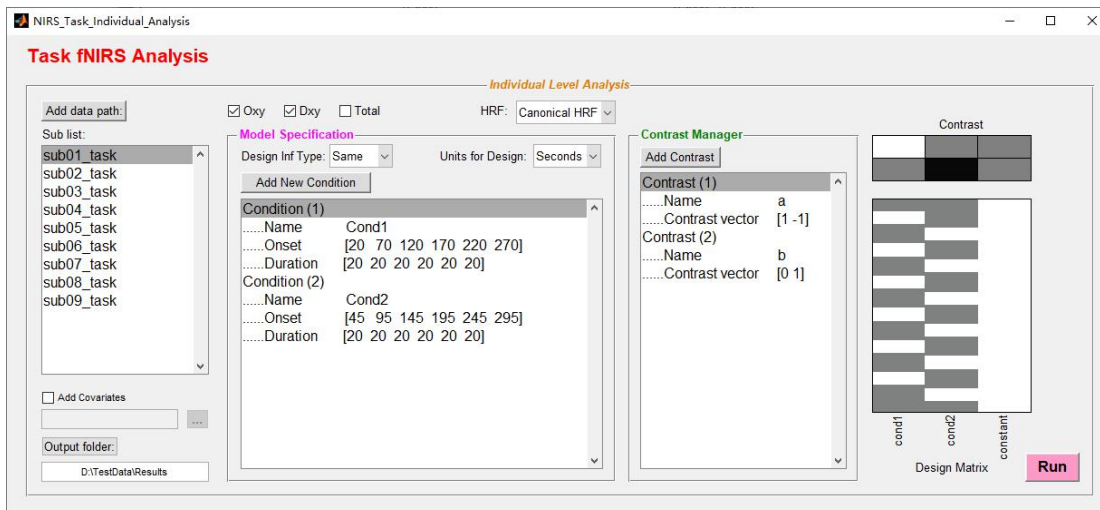 NIRS_Task_Individual_Analysis
Task fNIRS Analysis
Individual Level Analysis
Add data path:
Oxy
Dxy
Total
HRF:
Canonical HRF
Sub list:
sub01_task
sub02_task
sub03_task
sub04_task
sub05_task
sub06_task
sub07_task
sub08_task
sub09_task
Add Covariates
...
Output folder:
D:\TestData\Results
Model Specification
Design Inf Type: Same
Units for Design: Seconds
Add New Condition
Condition (1)
......Name Cond1
......Onset [20 70 120 170 220 270]
......Duration [20 20 20 20 20 20]
Condition (2)
......Name Cond2
......Onset [45 95 145 195 245 295]
......Duration [20 20 20 20 20 20]
Contrast Manager
Add Contrast
Contrast (1)
......Name a
......Contrast vector [1 -1]
Contrast (2)
......Name b
......Contrast vector [0 1]
Contrast
cond1
cond2
constant
Design Matrix
Run